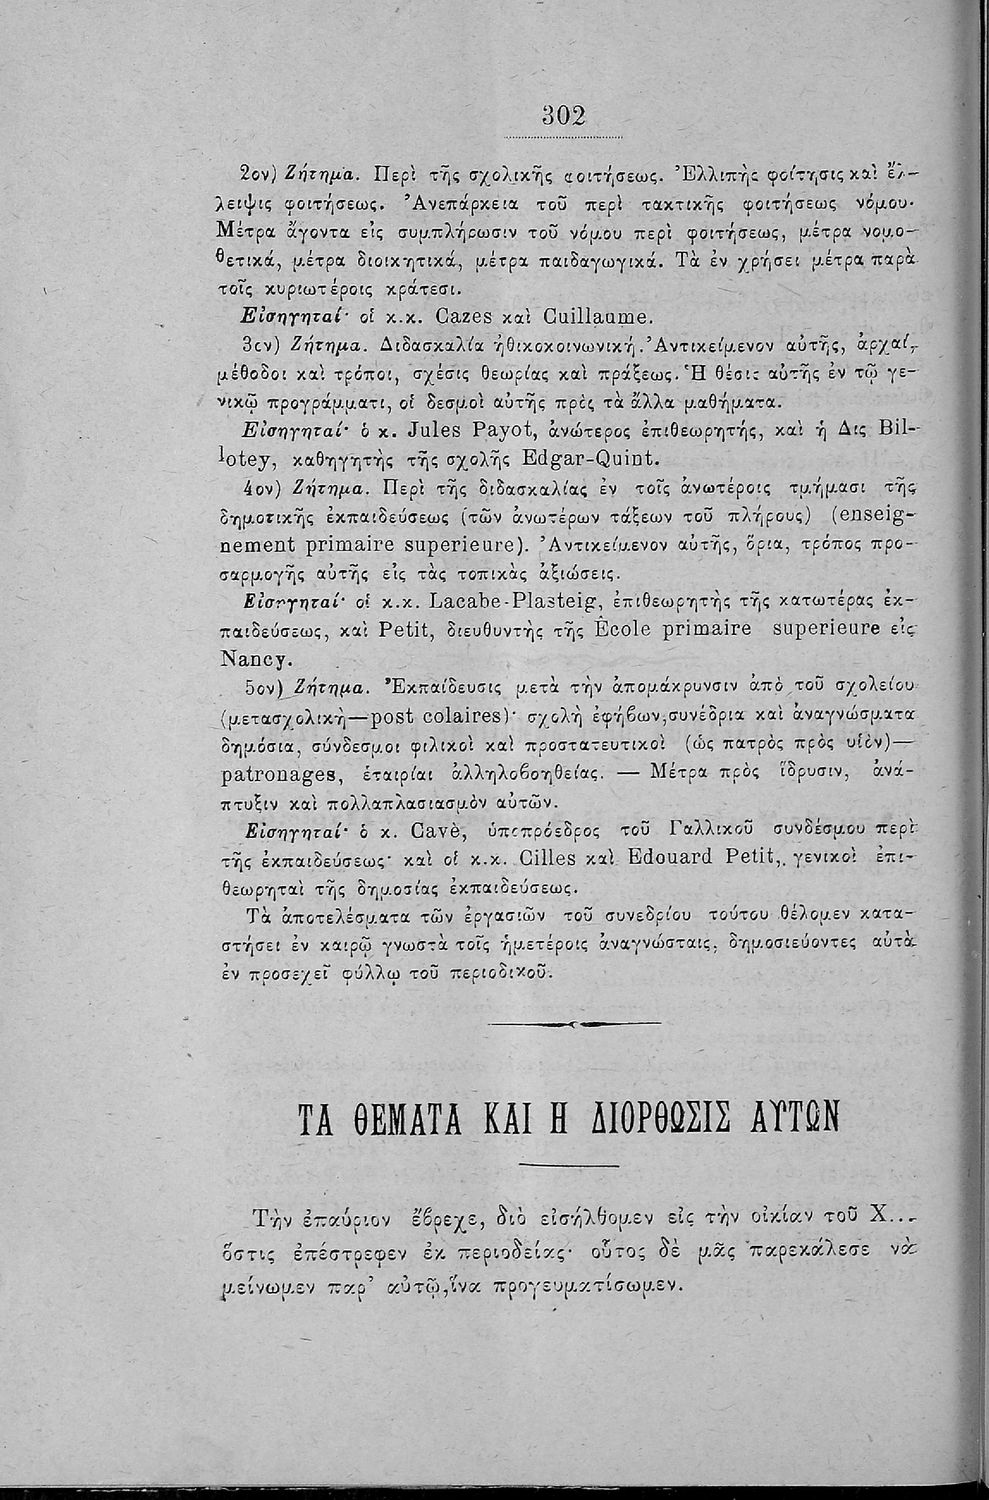 302
2ον) Ζήτημα. Περὶ τῆς σχολικῆς φοιτήσεως. Ἐλλιπὴς φοίτησις καὶ ἔλ-
λειψις φοιτήσεως. Ἀνεπάρκεια τοῦ περὶ τακτικῆς φοιτήσεως νόμου·
Μέτρα ἄγοντα εἰς συμπλήρωσιν τοῦ νόμου περὶ φοιτήσεως, μέτρα νομο-
θετικά, μέτρα διοικητικά, μέτρα παιδαγωγικά. Τὰ ἐν χρήσει μέτρα παρὰ
τοῖς κυριωτέροις κράτεσι.
Εἰσηγηταί· οἱ κ.κ. Cazes καὶ Cuillaume.
3ον) Ζήτημα. Διδασκαλία ἠθικοκοινωνική. Ἀντικείμενον αὐτῆς, ἀρχαί,
μέθοδοι καὶ τρόποι, σχέσις θεωρίας καὶ πράξεως. Ἡ θέσις αὐτῆς ἐν τῷ γε-
νικῷ προγράμματι, οἱ δεσμοὶ αὐτῆς πρὸς τὰ ἄλλα μαθήματα.
Εἰσηγηταί· ὁ κ. Jules Payot, ἀνώτερος ἐπιθεωρητής, καὶ ἡ Δις Bil-
lotey, καθηγητὴς τῆς σχολῆς Edgar-Quint.
4ον) Ζήτημα. Περὶ τῆς διδασκαλίας ἐν τοῖς ἀνωτέροις τμήμασι τῆς
δημοτικῆς ἐκπαιδεύσεως (τῶν ἀνωτέρων τάξεων τοῦ πλήρους) (enseig-
nement primaire superieure). Ἀντικείμενον αὐτῆς, ὅρια, τρόπος προ-
σαρμογῆς αὐτῆς εἰς τὰς τοπικὰς ἀξιώσεις.
Εἰσηγηταί· οἱ κ.κ. Lacabe-Plasteig, ἐπιθεωρητὴς τῆς κατωτέρας ἐκ-
παιδεύσεως, καὶ Petit, διευθυντὴς τῆς École primaire superieure εἰς
Nancy.
5ον) Ζήτημα. Ἐκπαίδευσις μετὰ τὴν ἀπομάκρυνσιν ἀπὸ τοῦ σχολείου
(μετασχολικὴ—post colaires)· σχολὴ ἐφήβων, συνέδρια καὶ ἀναγνώσματα
δημόσια, σύνδεσμοι φιλικοὶ καὶ προστατευτικοὶ (ὡς πατρὸς πρὸς υἱὸν)—
patronages, ἑταιρίαι ἀλληλοβοηθείας. — Μέτρα πρὸς ἵδρυσιν, ἀνά-
πτυξιν καὶ πολλαπλασιασμὸν αὐτῶν.
Εἰσηγηταί· ὁ κ. Cavè, ὑποπρόεδρος τοῦ Γαλλικοῦ συνδέσμου περὶ
τῆς ἐκπαιδεύσεως· καὶ οἱ κ.κ. Cilles καὶ Edouard Petit, γενικοὶ ἐπι-
θεωρηταὶ τῆς δημοσίας ἐκπαιδεύσεως.
Τὰ ἀποτελέσματα τῶν ἐργασιῶν τοῦ συνεδρίου τούτου θέλομεν κατα-
στήσει ἐν καιρῷ γνωστὰ τοῖς ἡμετέροις ἀναγνώσταις, δημοσιεύοντες αὐτὰ
ἐν προσεχεῖ φύλλῳ τοῦ περιοδικοῦ.
ΤΑ ΘΕΜΑΤΑ ΚΑΙ Η ΔΙΟΡΘΩΣΙΣ ΑΥΤΩΝ
Τὴν ἐπαύριον ἔβρεχε, διὸ εἰσήλθομεν εἰς τὴν οἰκίαν τοῦ Χ...
ὅστις ἐπέστρεφεν ἐκ περιοδείας· οὗτος δὲ μᾶς παρεκάλεσε νὰ
μείνωμεν παρ’ αὐτῷ, ἵνα προγευματίσωμεν.